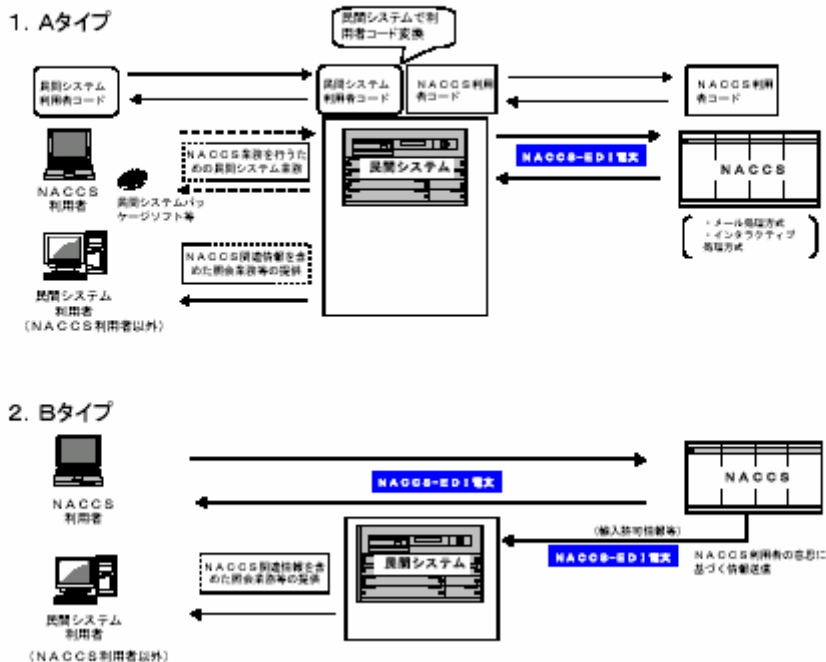 1. Aタイプ
民間システムで利
用者コード変換
民間システム
利用者コード
民間システム
利用者コード
NACCS利用
者コード
NACCS利用
者コード
NACCS
利用者
民間システムパッ
ケージソフト等
NACCS業務を行うた
めの民間システム業務
民間システム
NACCS-EDI電文
NACCS
・メール処理方式
・インタラクティブ
処理方式
NACCS関連情報を含
めた照会業務等の提供
民間システム
利用者
(NACCS利用者以外)
2. Bタイプ
NACCS
利用者
NACCS-EDI電文
NACCS
(輸入許可情報等)
NACCS-EDI電文
NACCS利用者の意思に
基づく情報送信
民間システム
NACCS関連情報を含
めた照会業務等の提供
民間システム
利用者
(NACCS利用者以外)